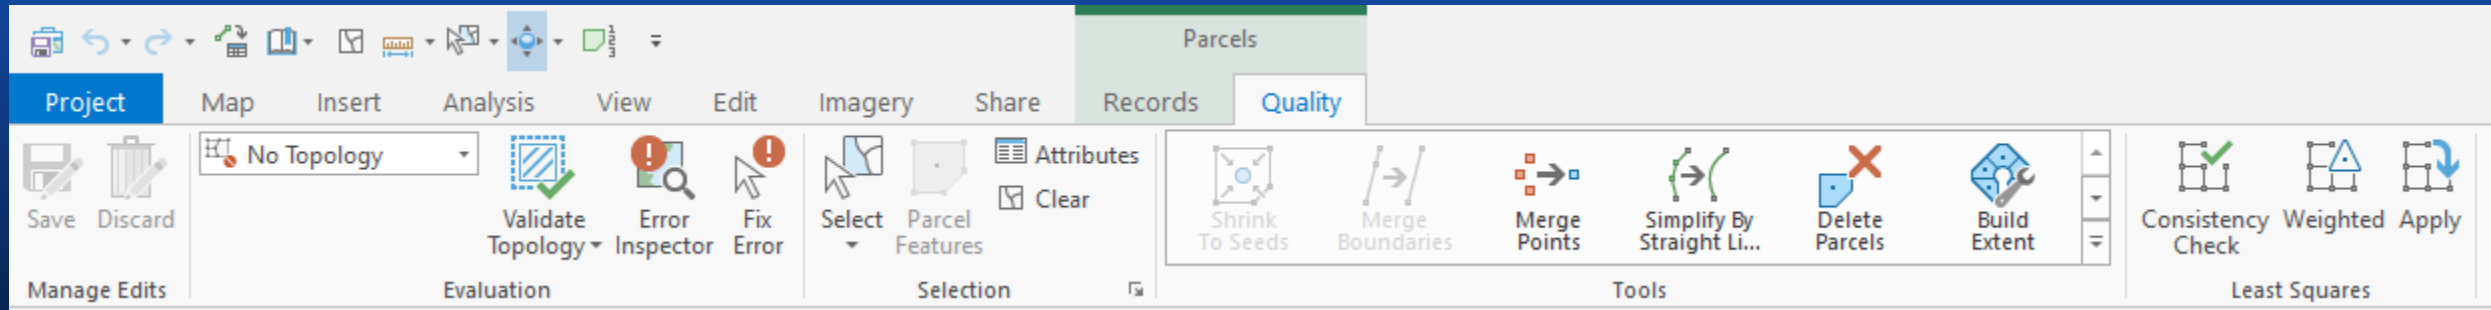 Parcels
Project Map Insert Analysis View Edit Imagery Share Records Quality
Save Discard
No Topology
Validate
Topology
Error
Inspector
Fix
Error
Select
Parcel
Features
Attributes
Clear
Shrink
To Seeds
Merge
Boundaries
Merge
Points
Simplify By
Straight Li...
Delete
Parcels
Build
Extent
Consistency
Check
Weighted
Apply
Manage Edits Evaluation Selection Tools Least Squares